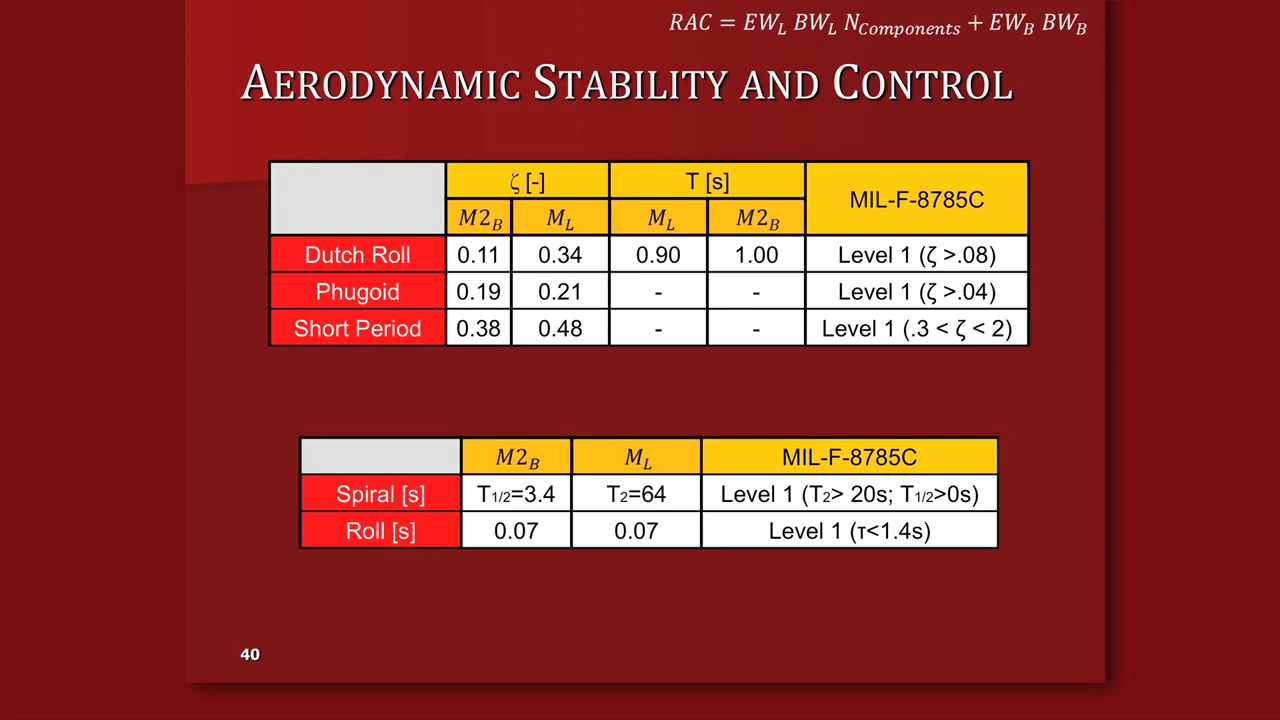 RAC = EW_L BW_L N_Components + EW_B BW_B
AERODYNAMIC STABILITY AND CONTROL
ζ [-] T [s] MIL-F-8785C
M2_B M_L M_L M2_B
Dutch Roll 0.11 0.34 0.90 1.00 Level 1 (ζ >.08)
Phugoid 0.19 0.21 - - Level 1 (ζ >.04)
Short Period 0.38 0.48 - - Level 1 (.3 < ζ < 2)
M2_B M_L MIL-F-8785C
Spiral [s] T1/2=3.4 T2=64 Level 1 (T2> 20s; T1/2>0s)
Roll [s] 0.07 0.07 Level 1 (τ<1.4s)
40